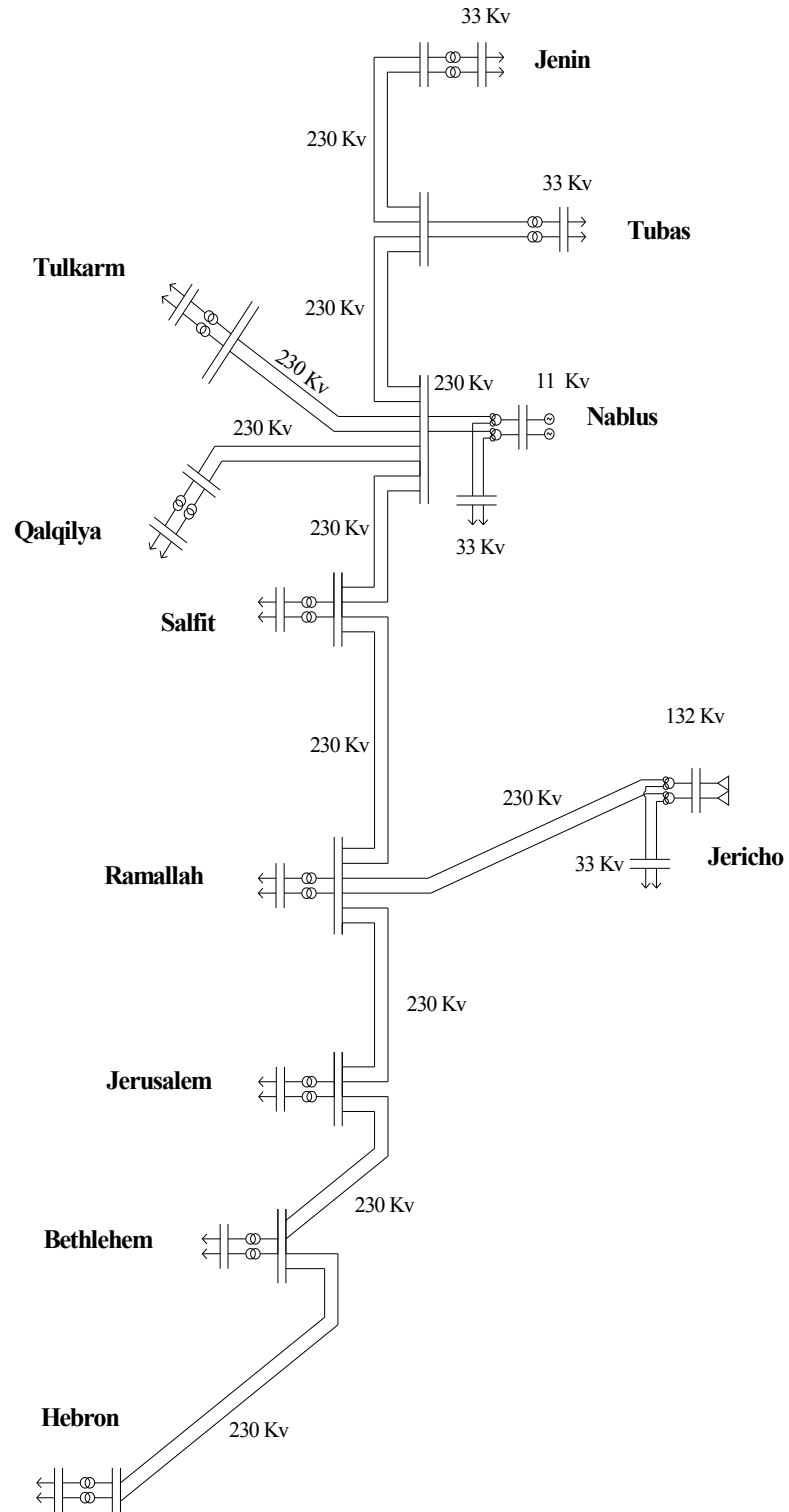 33 Kv
Jenin
230 Kv
33 Kv
Tubas
Tulkarm
230 Kv
230 Kv
230 Kv
11 Kv
Nablus
230 Kv
Qalqilya
230 Kv
33 Kv
Salfit
132 Kv
230 Kv
230 Kv
Jericho
33 Kv
Ramallah
230 Kv
Jerusalem
230 Kv
Bethlehem
Hebron
230 Kv